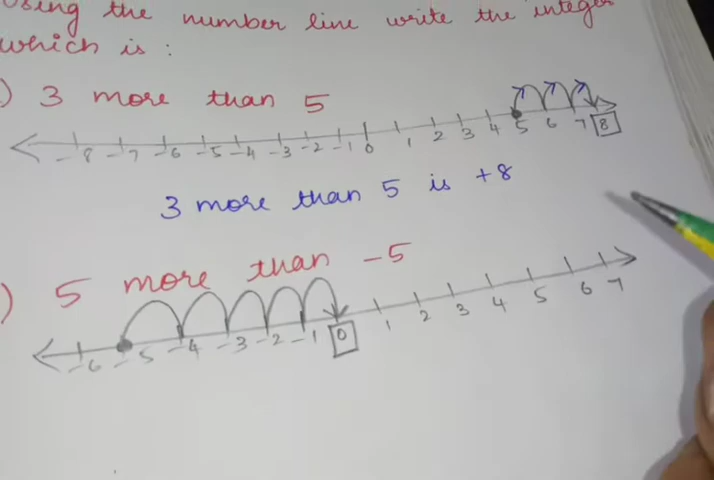 Using the number line write the integer
which is :
) 3 more than 5
-8 -7 -6 -5 -4 -3 -2 -1 0 1 2 3 4 5 6 7 8
3 more than 5 is +8
) 5 more than -5
-6 -5 -4 -3 -2 -1 0 1 2 3 4 5 6 7